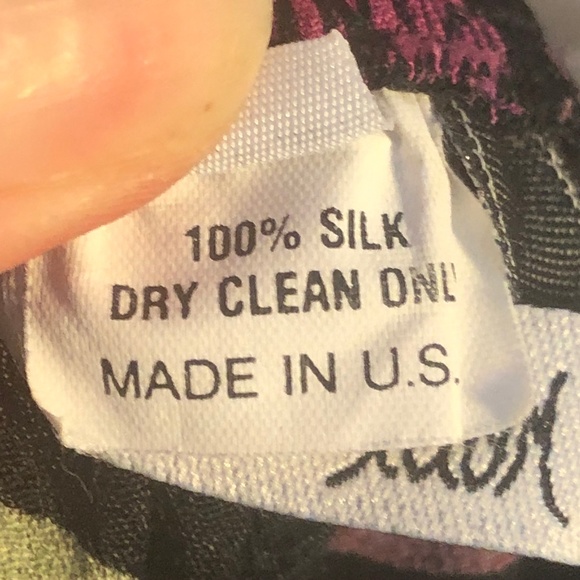 100% SILK
DRY CLEAN ONL
MADE IN U.S.